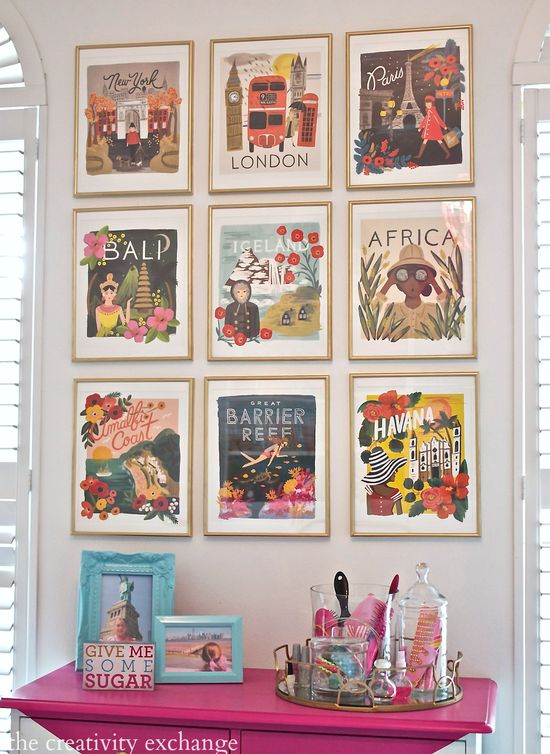 New York
LONDON
Paris
BALI
ICELAND
AFRICA
Amalfi
Coast
GREAT
BARRIER
REEF
HAVANA
GIVE ME
SOME
SUGAR
the creativity exchange